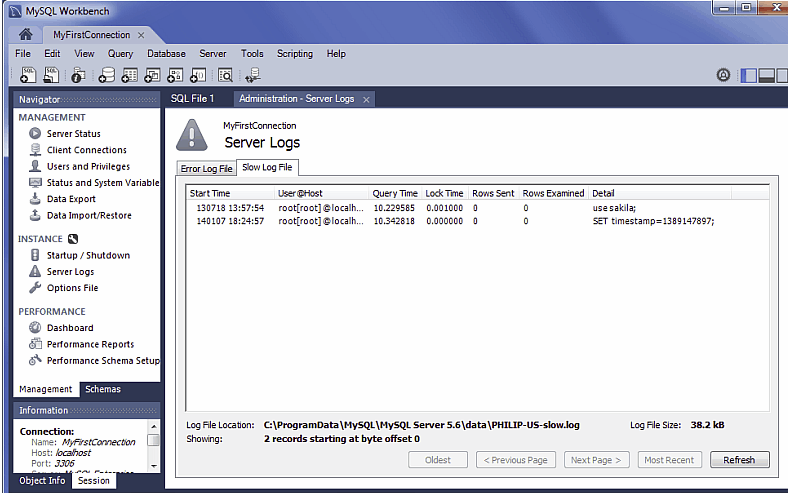 MySQL Workbench
MyFirstConnection ×
File Edit View Query Database Server Tools Scripting Help
Navigator
SQL File 1 Administration - Server Logs ×
MANAGEMENT
Server Status
Client Connections
Users and Privileges
Status and System Variable
Data Export
Data Import/Restore
INSTANCE
Startup / Shutdown
Server Logs
Options File
PERFORMANCE
Dashboard
Performance Reports
Performance Schema Setup
Management Schemas
Information
Connection:
Name: MyFirstConnection
Host: localhost
Port: 3306
Object Info Session
MyFirstConnection
Server Logs
Error Log File Slow Log File
Start Time User@Host Query Time Lock Time Rows Sent Rows Examined Detail
130718 13:57:54 root[root] @ localh... 10.229585 0.001000 0 0 use sakila;
140107 18:24:57 root[root] @ localh... 10.342818 0.000000 0 0 SET timestamp=1389147897;
Log File Location: C:\ProgramData\MySQL\MySQL Server 5.6\data\PHILIP-US-slow.log Log File Size: 38.2 kB
Showing: 2 records starting at byte offset 0
Oldest < Previous Page Next Page > Most Recent Refresh